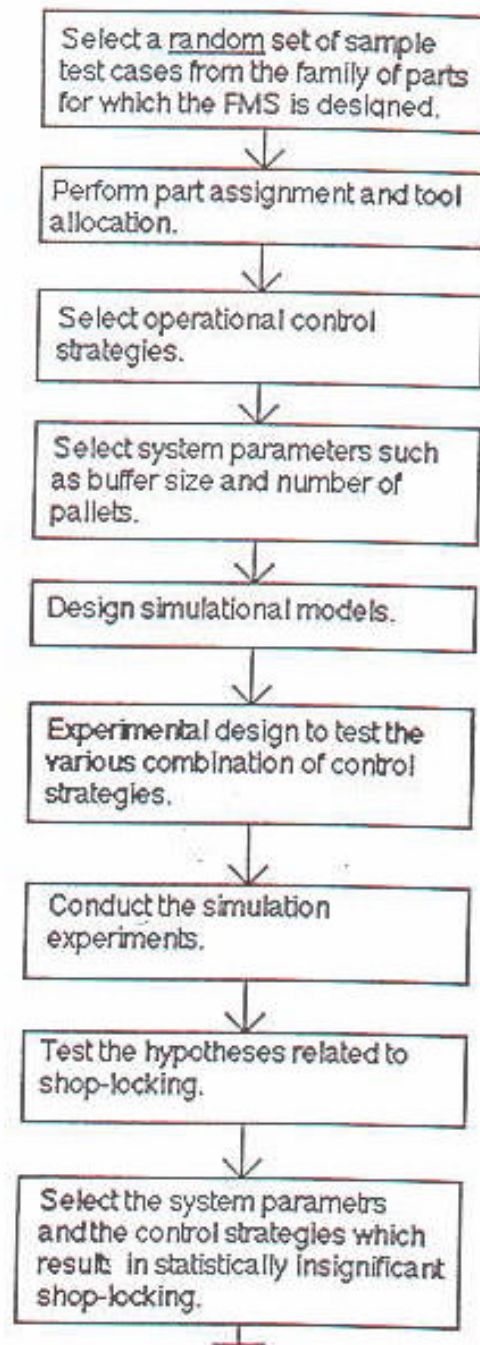 Select a random set of sample
test cases from the family of parts
for which the FMS is designed.
Perform part assignment and tool
allocation.
Select operational control
strategies.
Select system parameters such
as buffer size and number of
pallets.
Design simulational models.
Experimental design to test the
various combination of control
strategies.
Conduct the simulation
experiments.
Test the hypotheses related to
shop-locking.
Select the system parametrs
and the control strategies which
result in statistically insignificant
shop-locking.